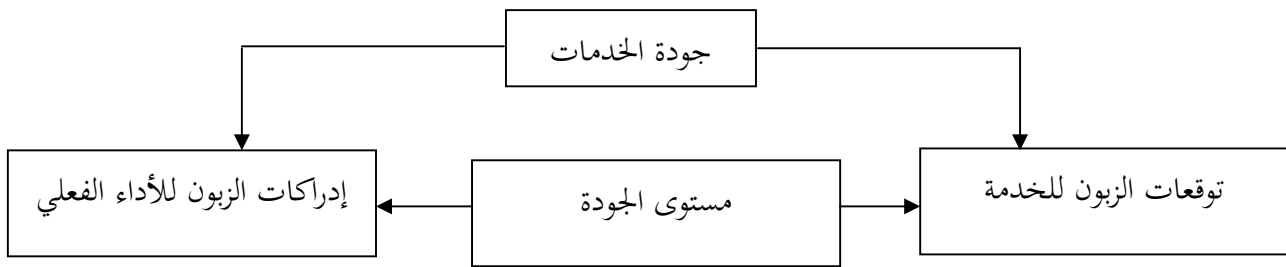 جودة الخدمات
توقعات الزبون للخدمة
مستوى الجودة
إدراكات الزبون للأداء الفعلي